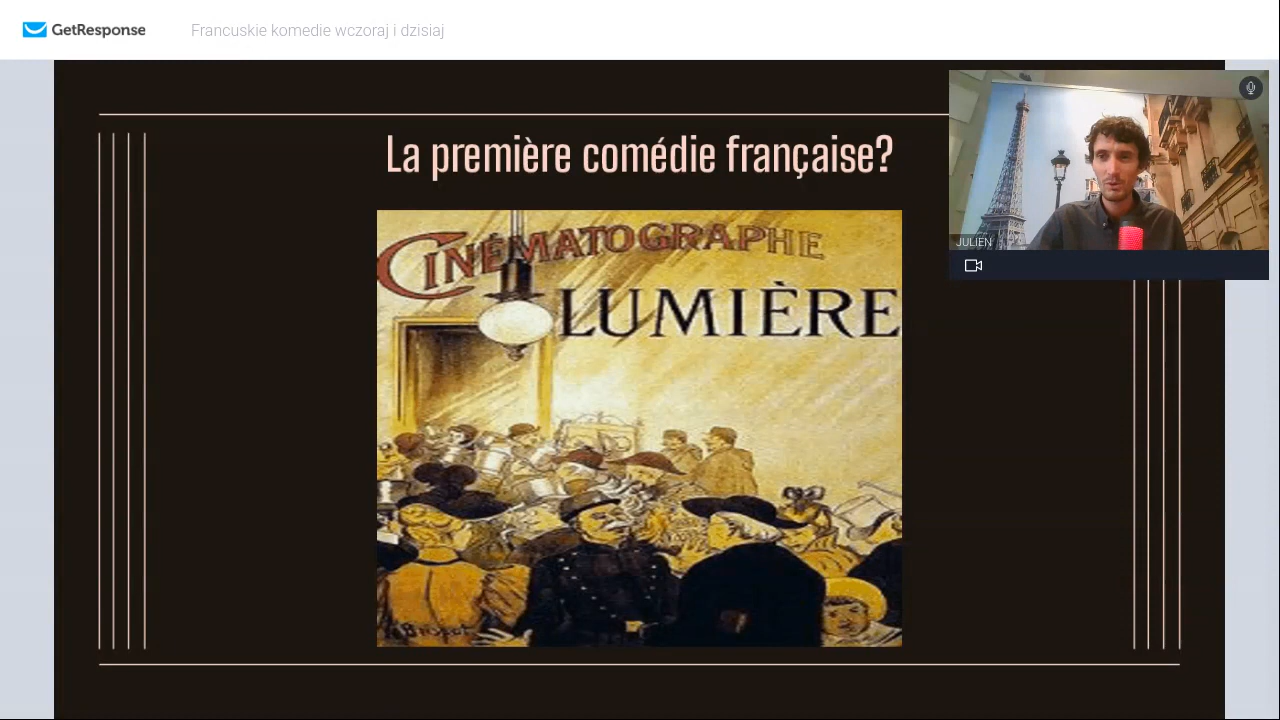 GetResponse
Francuskie komedie wczoraj i dzisiaj
La première comédie française?
CINÉMATOGRAPHE
LUMIÈRE
JULIEN